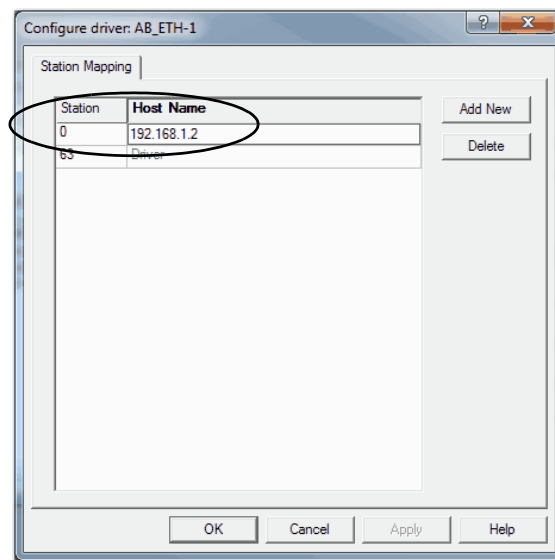 Configure driver: AB_ETH-1
?
X
Station Mapping
Station Host Name
0 192.168.1.2
63 Driver
Add New
Delete
OK Cancel Apply Help